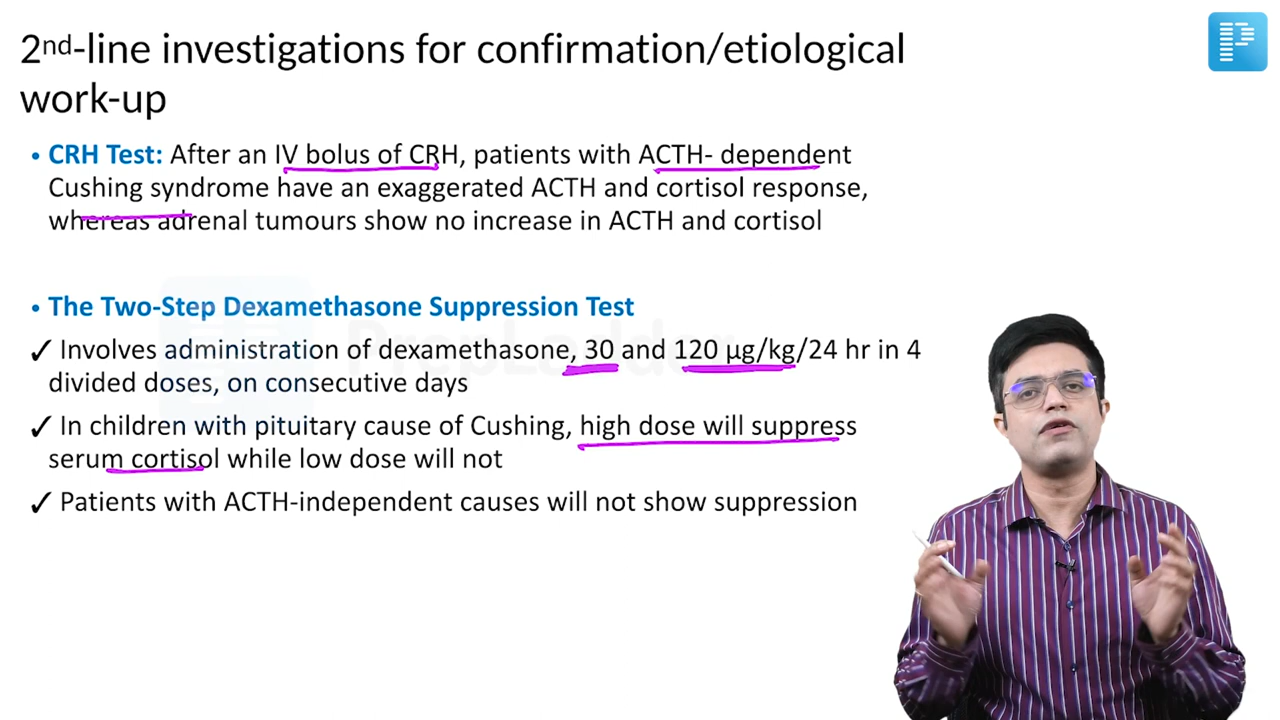 2nd-line investigations for confirmation/etiological
work-up
• CRH Test: After an IV bolus of CRH, patients with ACTH- dependent
Cushing syndrome have an exaggerated ACTH and cortisol response,
whereas adrenal tumours show no increase in ACTH and cortisol
• The Two-Step Dexamethasone Suppression Test
✓ Involves administration of dexamethasone, 30 and 120 µg/kg/24 hr in 4
divided doses, on consecutive days
✓ In children with pituitary cause of Cushing, high dose will suppress
serum cortisol while low dose will not
✓ Patients with ACTH-independent causes will not show suppression
PrepLadder